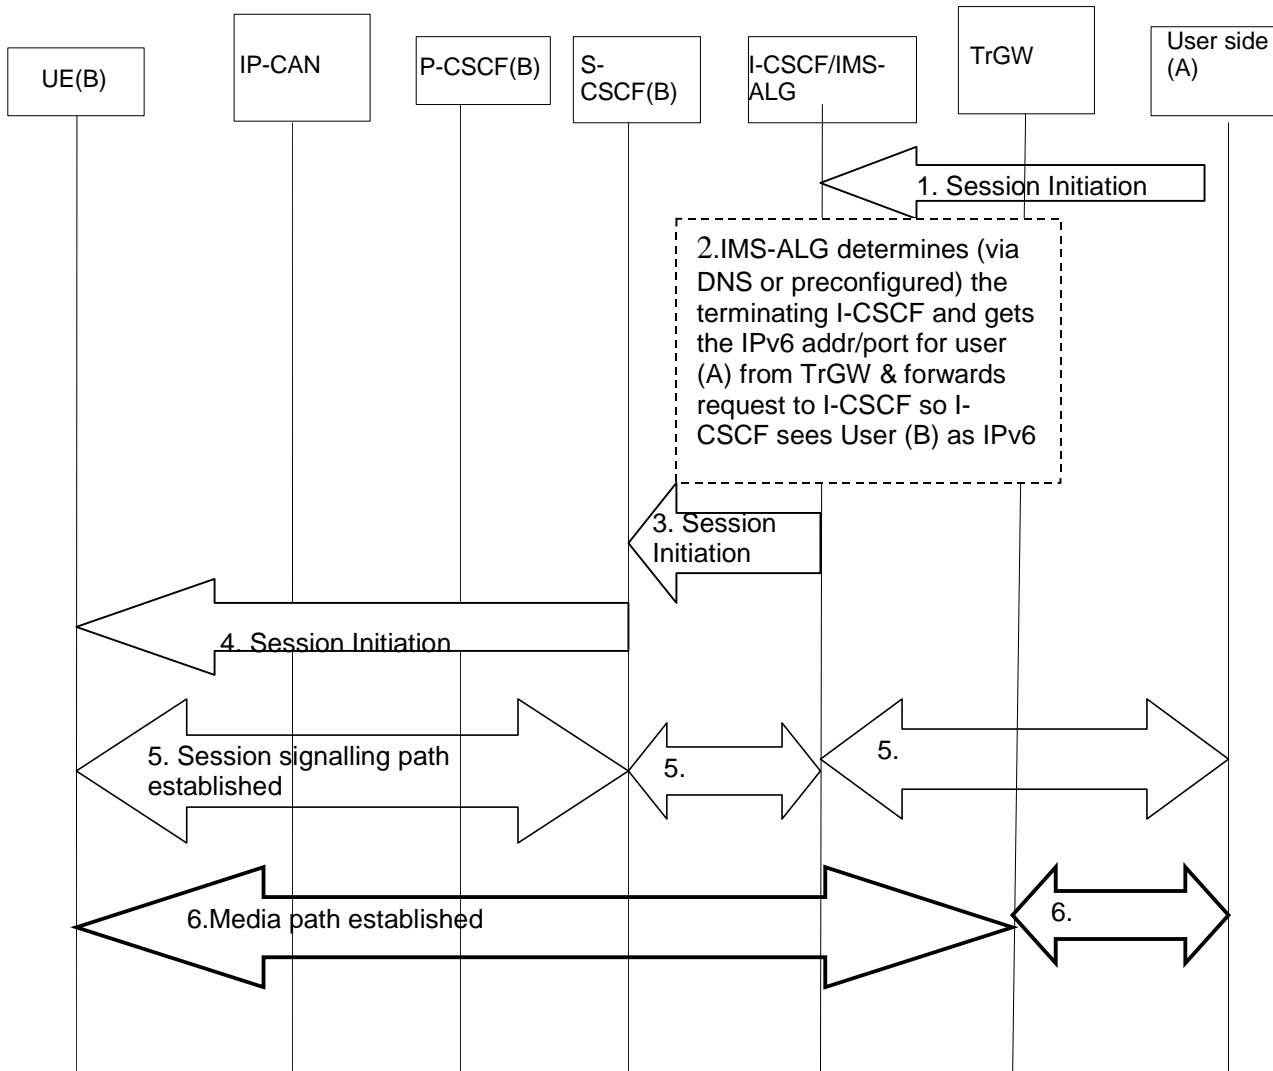 UE(B)
IP-CAN
P-CSCF(B)
S-
CSCF(B)
I-CSCF/IMS-
ALG
TrGW
User side
(A)
1. Session Initiation
2.IMS-ALG determines (via
DNS or preconfigured) the
terminating I-CSCF and gets
the IPv6 addr/port for user
(A) from TrGW & forwards
request to I-CSCF so I-
CSCF sees User (B) as IPv6
3. Session
Initiation
4. Session Initiation
5. Session signalling path
established
5.
5.
6.Media path established
6.